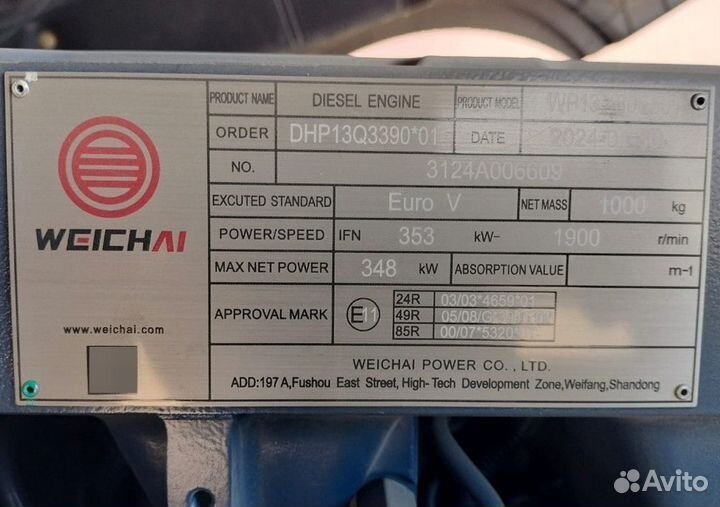 PRODUCT NAME DIESEL ENGINE PRODUCT MODEL
ORDER DHP13Q3390*01 DATE
NO. 3124A006609
WEICHAI
EXCUTED STANDARD Euro V NET MASS 1000 kg
POWER/SPEED IFN 353 kW- 1900 r/min
MAX NET POWER 348 kW ABSORPTION VALUE m-1
APPROVAL MARK E11
24R 03/03*4659*01
49R
85R
www.weichai.com
WEICHAI POWER CO., LTD.
ADD:197 A,Fushou East Street, High-Tech Development Zone,Weifang,Shandong
Avito